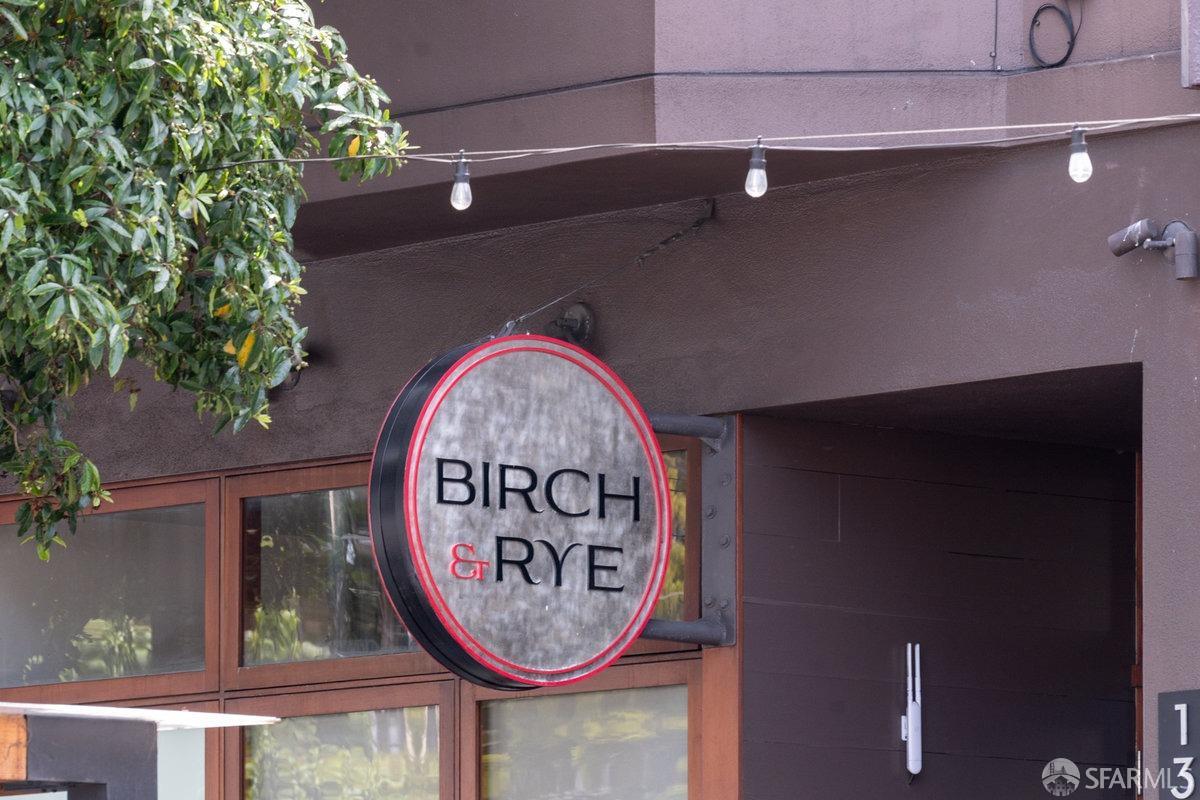 BIRCH
& RYE
1
3
SFARMLS